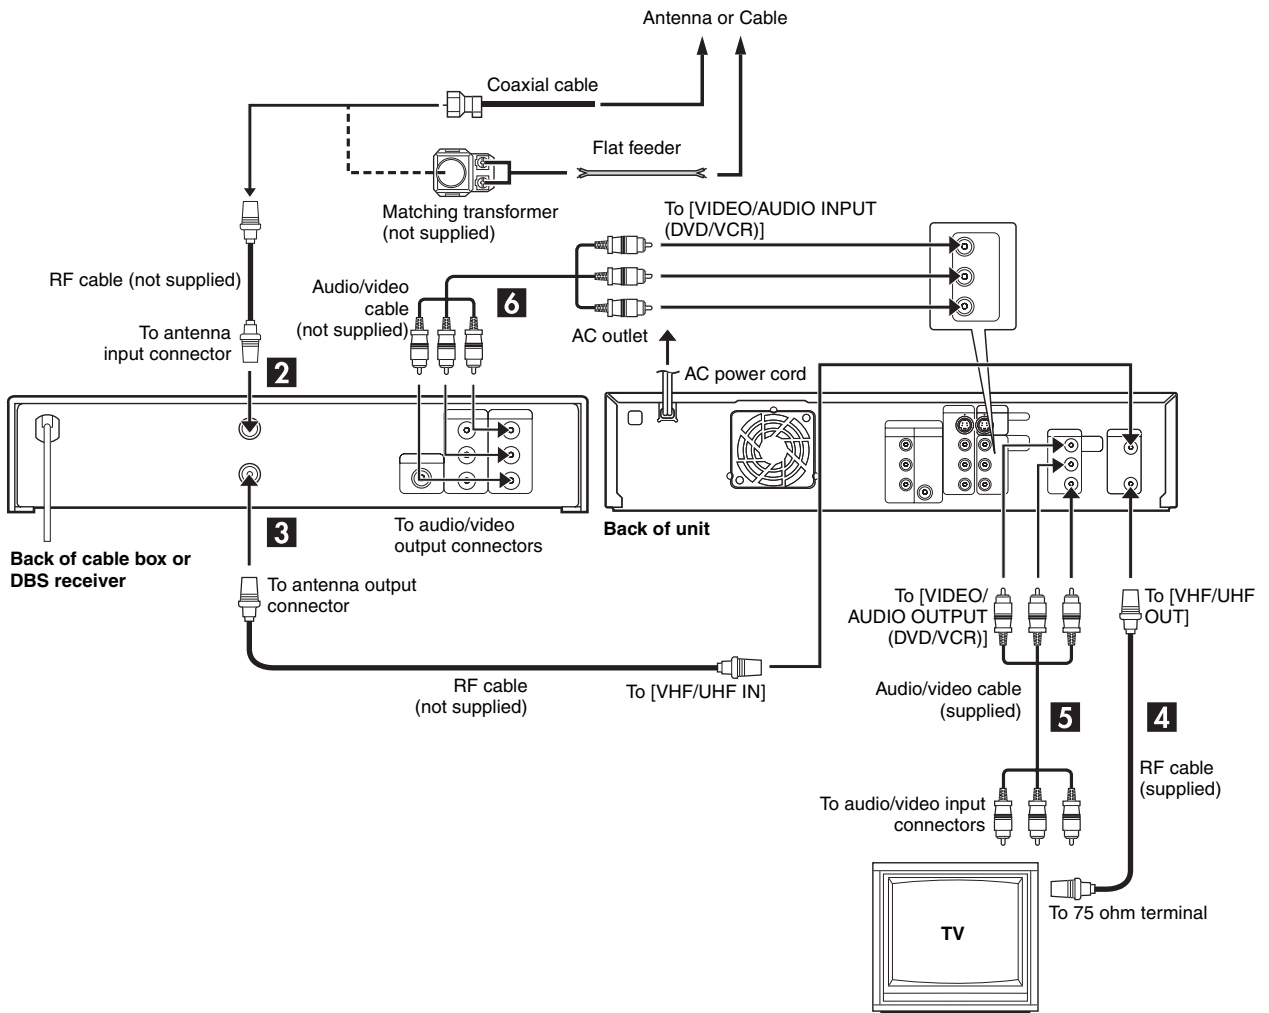 Antenna or Cable
Coaxial cable
Flat feeder
Matching transformer
(not supplied)
To [VIDEO/AUDIO INPUT
(DVD/VCR)]
RF cable (not supplied)
Audio/video
cable
(not supplied)
6
To antenna
input connector
2
AC outlet
AC power cord
3
To audio/video
output connectors
Back of unit
Back of cable box or
DBS receiver
To antenna output
connector
To [VIDEO/
AUDIO OUTPUT
(DVD/VCR)]
To [VHF/UHF
OUT]
RF cable
(not supplied)
To [VHF/UHF IN]
Audio/video cable
(supplied)
5
4
RF cable
(supplied)
To audio/video input
connectors
To 75 ohm terminal
TV